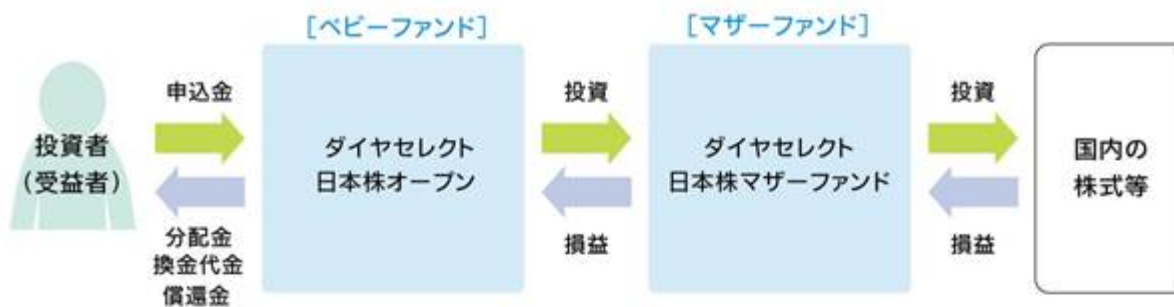 [ベビーファンド]
[マザーファンド]
投資者
(受益者)
申込金
分配金
換金代金
償還金
ダイヤセレクト
日本株オープン
投資
損益
ダイヤセレクト
日本株マザーファンド
投資
損益
国内の
株式等